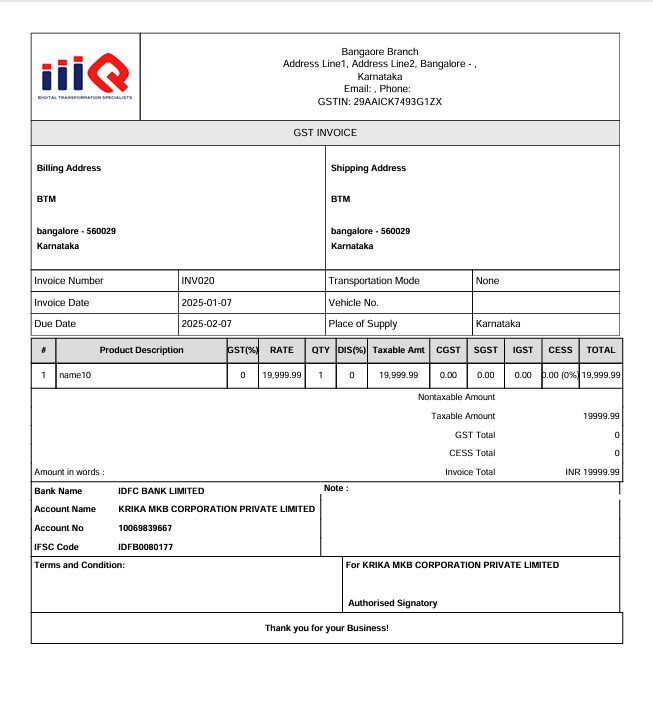 iiiQ
DIGITAL TRANSFORMATION SPECIALISTS
Bangaore Branch
Address Line1, Address Line2, Bangalore - ,
Karnataka
Email: , Phone:
GSTIN: 29AAICK7493G1ZX
GST INVOICE
Billing Address
BTM
bangalore - 560029
Karnataka
Shipping Address
BTM
bangalore - 560029
Karnataka
Invoice Number INV020 Transportation Mode None
Invoice Date 2025-01-07 Vehicle No.
Due Date 2025-02-07 Place of Supply Karnataka
# Product Description GST(%) RATE QTY DIS(%) Taxable Amt CGST SGST IGST CESS TOTAL
1 name10 0 19,999.99 1 0 19,999.99 0.00 0.00 0.00 0.00 (0%) 19,999.99
Nontaxable Amount
Taxable Amount 19999.99
GST Total 0
CESS Total 0
Amount in words : Invoice Total INR 19999.99
Bank Name IDFC BANK LIMITED
Account Name KRIKA MKB CORPORATION PRIVATE LIMITED
Account No 10069839667
IFSC Code IDFB0080177
Note :
Terms and Condition:
For KRIKA MKB CORPORATION PRIVATE LIMITED
Authorised Signatory
Thank you for your Business!